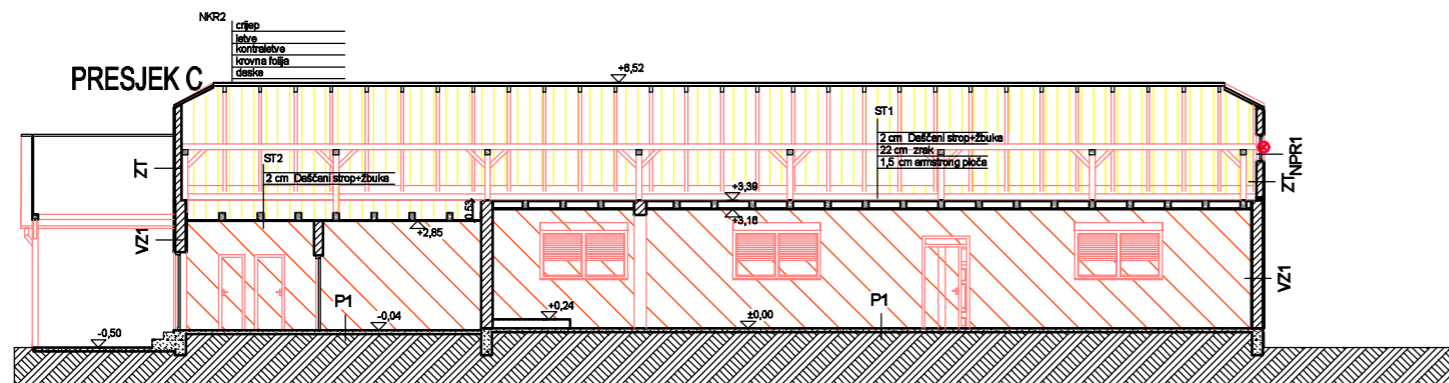 NKR2
crijep
letve
kontraletve
krovna folija
daske
PRESJEK C
+6,52
ST1
2 cm Daščani strop+žbuka
22 cm zrak
1,5 cm armstrong ploča
ST2
2 cm Daščani strop+žbuka
ZT
NPR1
ZT
+3,39
0,53
+3,16
+2,85
VZ1
VZ1
P1
P1
+0,24
-0,04
±0,00
-0,50